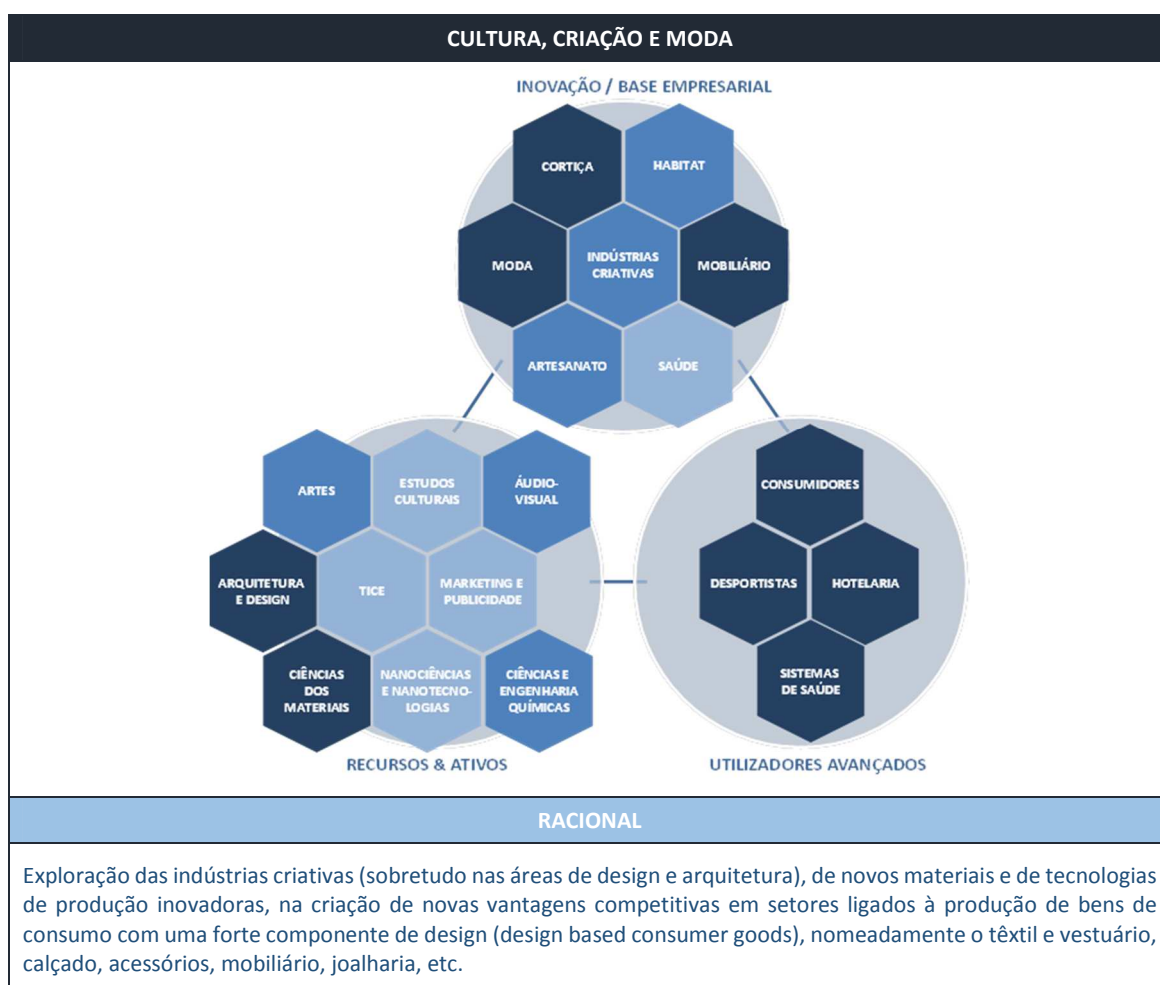 CULTURA, CRIAÇÃO E MODA
INOVAÇÃO / BASE EMPRESARIAL
CORTIÇA
HABITAT
MODA
INDÚSTRIAS
CRIATIVAS
MOBILIÁRIO
ARTESANATO
SAÚDE
ARTES
ESTUDOS
CULTURAIS
ÁUDIO-
VISUAL
ARQUITETURA
E DESIGN
TICE
MARKETING E
PUBLICIDADE
CIÊNCIAS
DOS
MATERIAIS
NANOCIÊNCIAS
E NANOTECNO-
LOGIAS
CIÊNCIAS E
ENGENHARIA
QUÍMICAS
RECURSOS & ATIVOS
CONSUMIDORES
DESPORTISTAS
HOTELARIA
SISTEMAS
DE SAÚDE
UTILIZADORES AVANÇADOS
RACIONAL
Exploração das indústrias criativas (sobretudo nas áreas de design e arquitetura), de novos materiais e de tecnologias
de produção inovadoras, na criação de novas vantagens competitivas em setores ligados à produção de bens de
consumo com uma forte componente de design (design based consumer goods), nomeadamente o têxtil e vestuário,
calçado, acessórios, mobiliário, joalharia, etc.